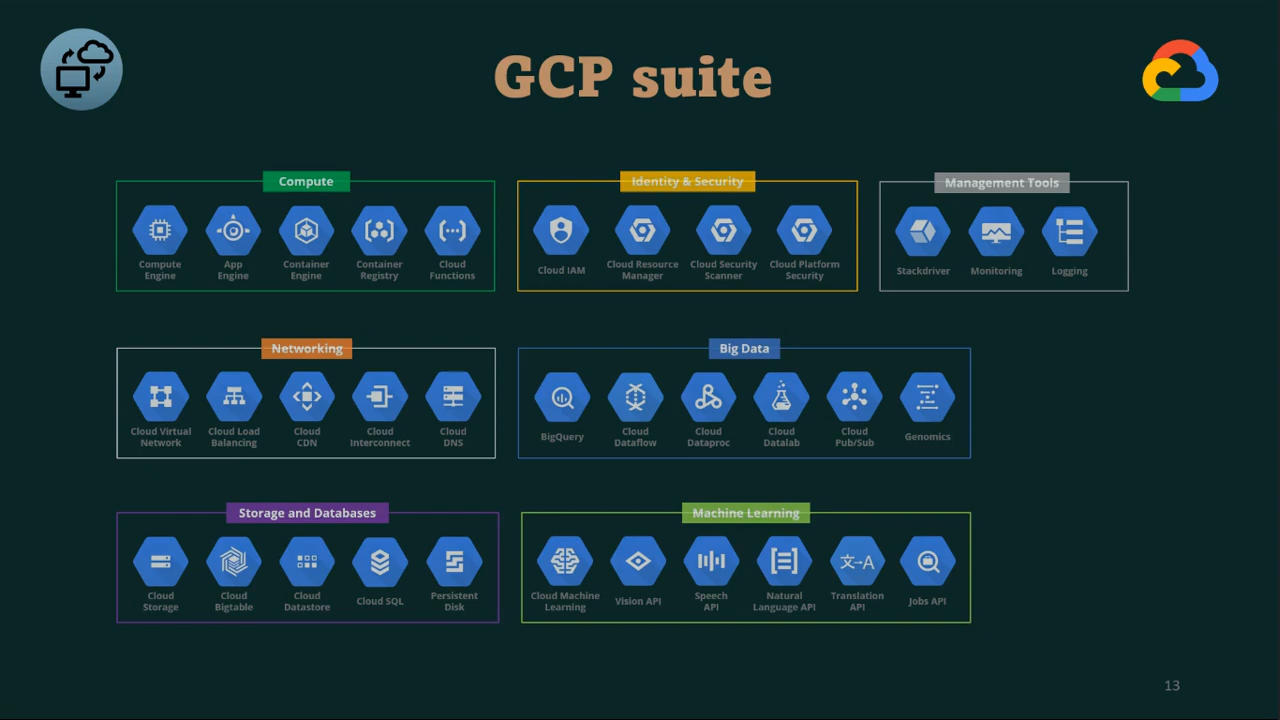 GCP suite
Compute
Compute
Engine
App
Engine
Container
Engine
Container
Registry
Cloud
Functions
Identity & Security
Cloud IAM
Cloud Resource
Manager
Cloud Security
Scanner
Cloud Platform
Security
Management Tools
Stackdriver
Monitoring
Logging
Networking
Cloud Virtual
Network
Cloud Load
Balancing
Cloud
CDN
Cloud
Interconnect
Cloud
DNS
Big Data
BigQuery
Cloud
Dataflow
Cloud
Dataproc
Cloud
Datalab
Cloud
Pub/Sub
Genomics
Storage and Databases
Cloud
Storage
Cloud
Bigtable
Cloud
Datastore
Cloud SQL
Persistent
Disk
Machine Learning
Cloud Machine
Learning
Vision API
Speech
API
Natural
Language API
文→A
Translation
API
Jobs API
13